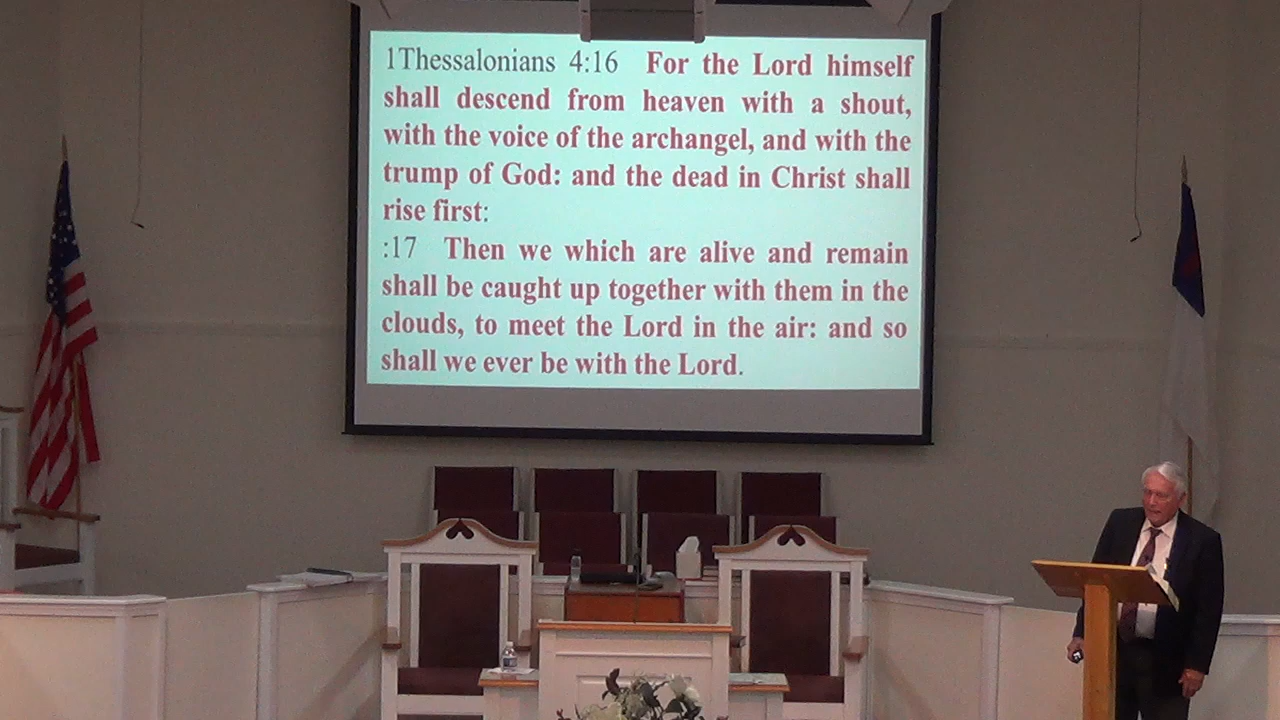 1Thessalonians 4:16 For the Lord himself
shall descend from heaven with a shout,
with the voice of the archangel, and with the
trump of God: and the dead in Christ shall
rise first:
:17 Then we which are alive and remain
shall be caught up together with them in the
clouds, to meet the Lord in the air: and so
shall we ever be with the Lord.